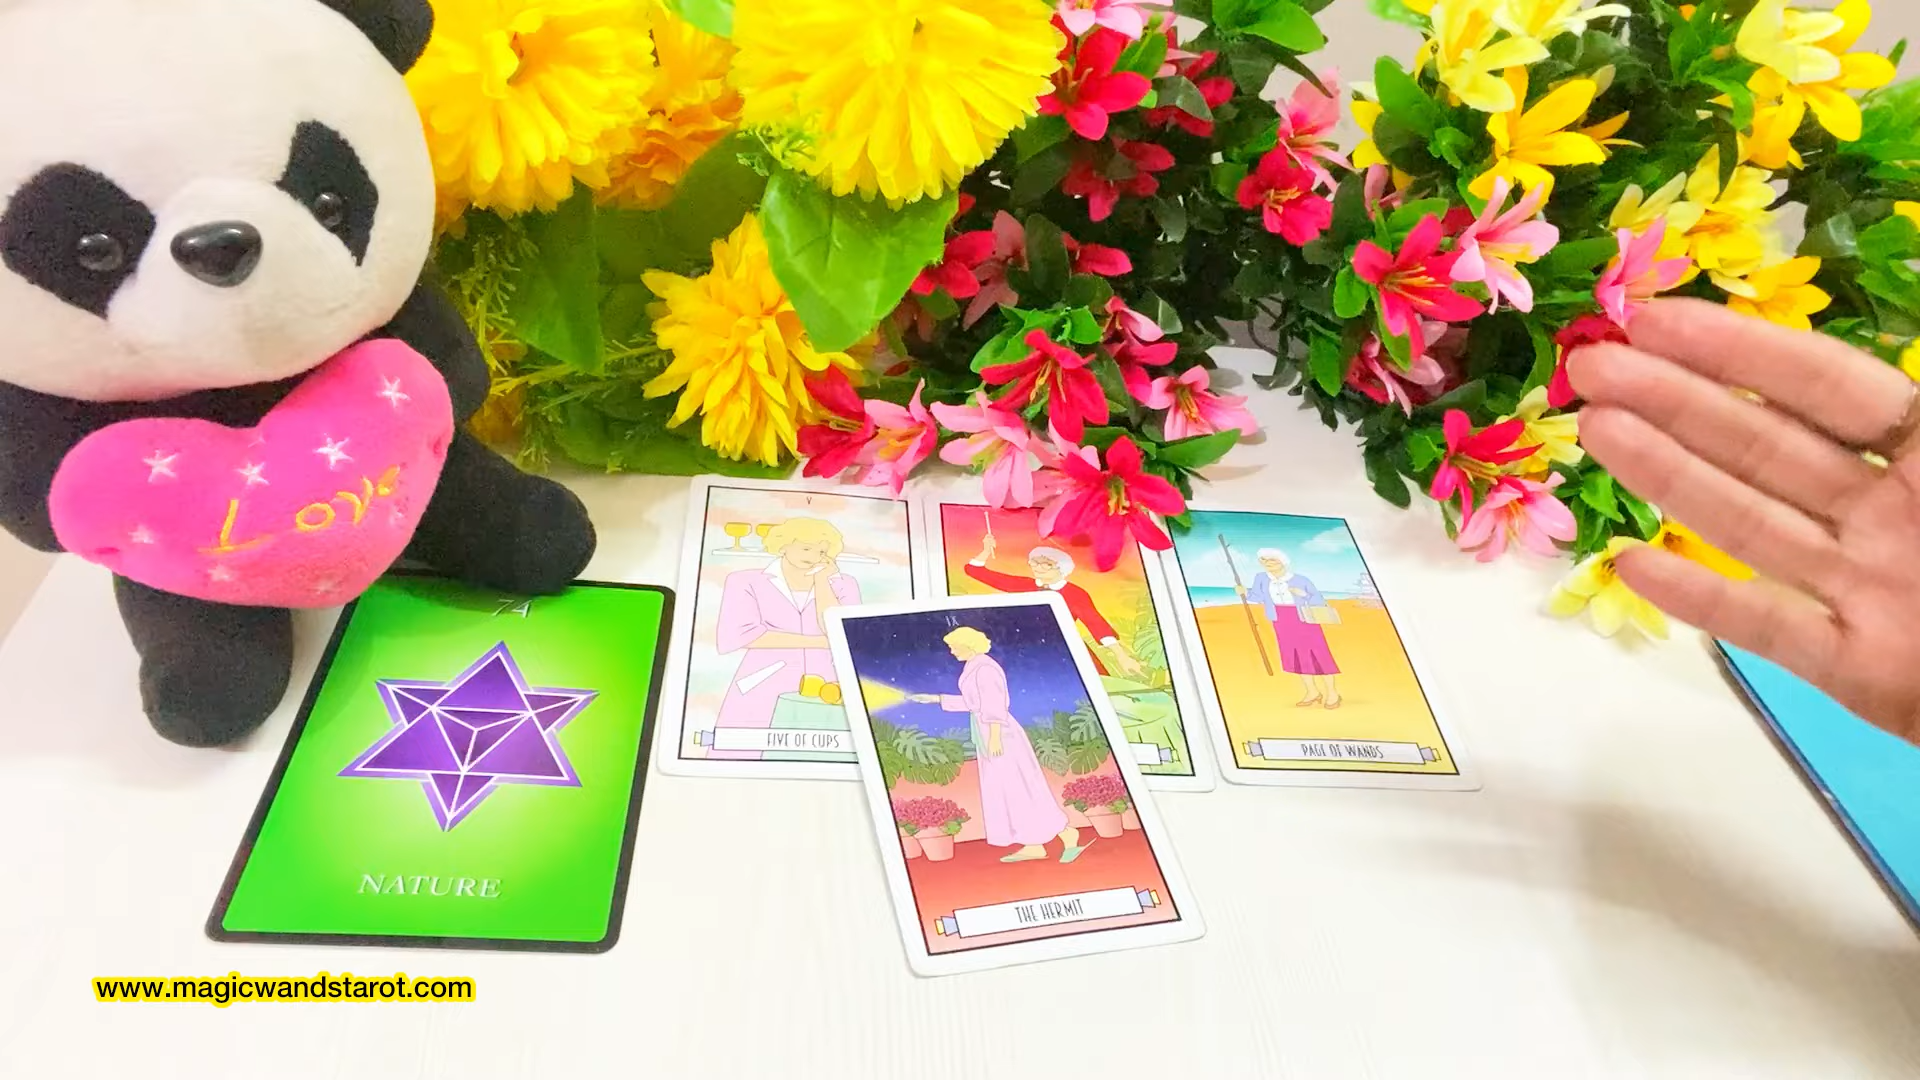 Love
V
FIVE OF CUPS
PAGE OF WANDS
74
NATURE
IX
THE HERMIT
www.magicwandstarot.com